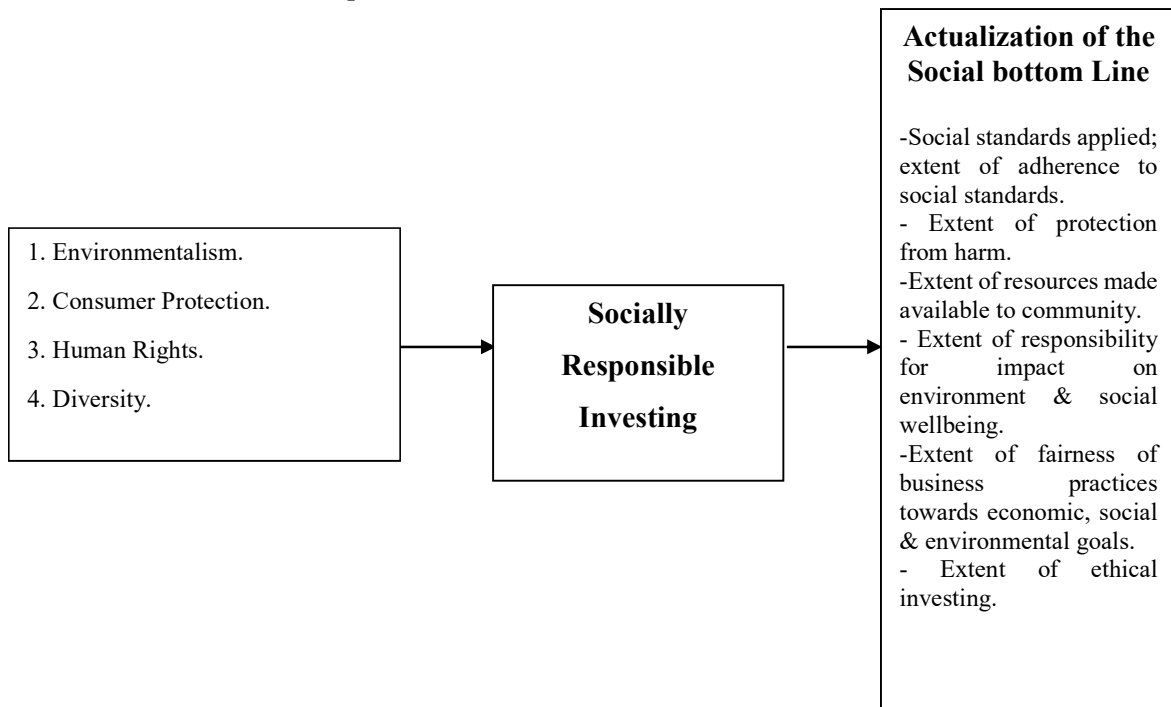 1. Environmentalism.
2. Consumer Protection.
3. Human Rights.
4. Diversity.
Socially
Responsible
Investing
Actualization of the
Social bottom Line
-Social standards applied;
extent of adherence to
social standards.
- Extent of protection
from harm.
-Extent of resources made
available to community.
- Extent of responsibility
for impact on
environment & social
wellbeing.
-Extent of fairness of
business practices
towards economic, social
& environmental goals.
- Extent of ethical
investing.